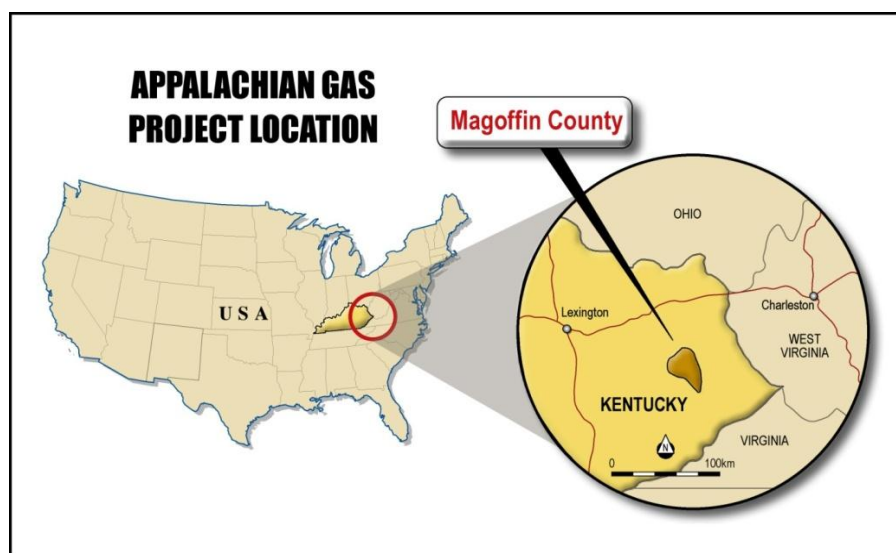 APPALACHIAN GAS
PROJECT LOCATION
Magoffin County
USA
OHIO
Lexington
Charleston
WEST
VIRGINIA
KENTUCKY
VIRGINIA
N
0
100km